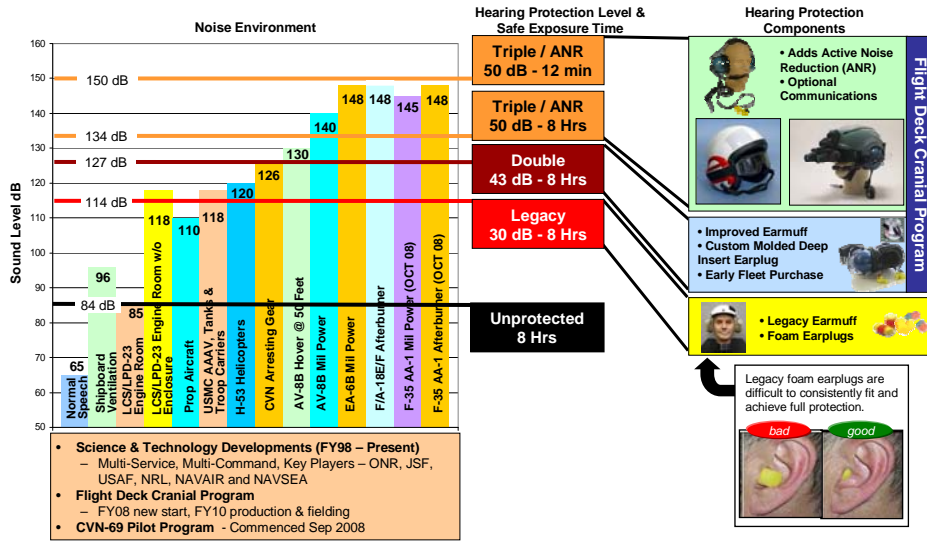 Noise Environment
Hearing Protection Level &
Safe Exposure Time
Hearing Protection
Components
Sound Level dB
160
150
140
130
120
110
100
90
80
70
60
50
150 dB
134 dB
127 dB
114 dB
84 dB
65
96
85
118
110
118
120
126
130
140
148
148
145
148
Normal
Speech
Shipboard
Ventilation
LCS/LPD-23
Engine Room
LCS/LPD-23 Engine Room w/o
Enclosure
Prop Aircraft
USMC AAAV, Tanks &
Troop Carriers
H-53 Helicopters
CVN Arresting Gear
AV-8B Hover @ 50 Feet
AV-8B Mil Power
EA-6B Mil Power
F/A-18E/F Afterburner
F-35 AA-1 Mil Power (OCT 08)
F-35 AA-1 Afterburner (OCT 08)
Triple / ANR
50 dB - 12 min
Triple / ANR
50 dB - 8 Hrs
Double
43 dB - 8 Hrs
Legacy
30 dB - 8 Hrs
Unprotected
8 Hrs
• Adds Active Noise
Reduction (ANR)
• Optional
Communications
• Improved Earmuff
• Custom Molded Deep
Insert Earplug
• Early Fleet Purchase
• Legacy Earmuff
• Foam Earplugs
Flight Deck Cranial Program
Legacy foam earplugs are
difficult to consistently fit and
achieve full protection.
bad
good
• Science & Technology Developments (FY98 – Present)
– Multi-Service, Multi-Command, Key Players – ONR, JSF,
USAF, NRL, NAVAIR and NAVSEA
• Flight Deck Cranial Program
– FY08 new start, FY10 production & fielding
• CVN-69 Pilot Program - Commenced Sep 2008